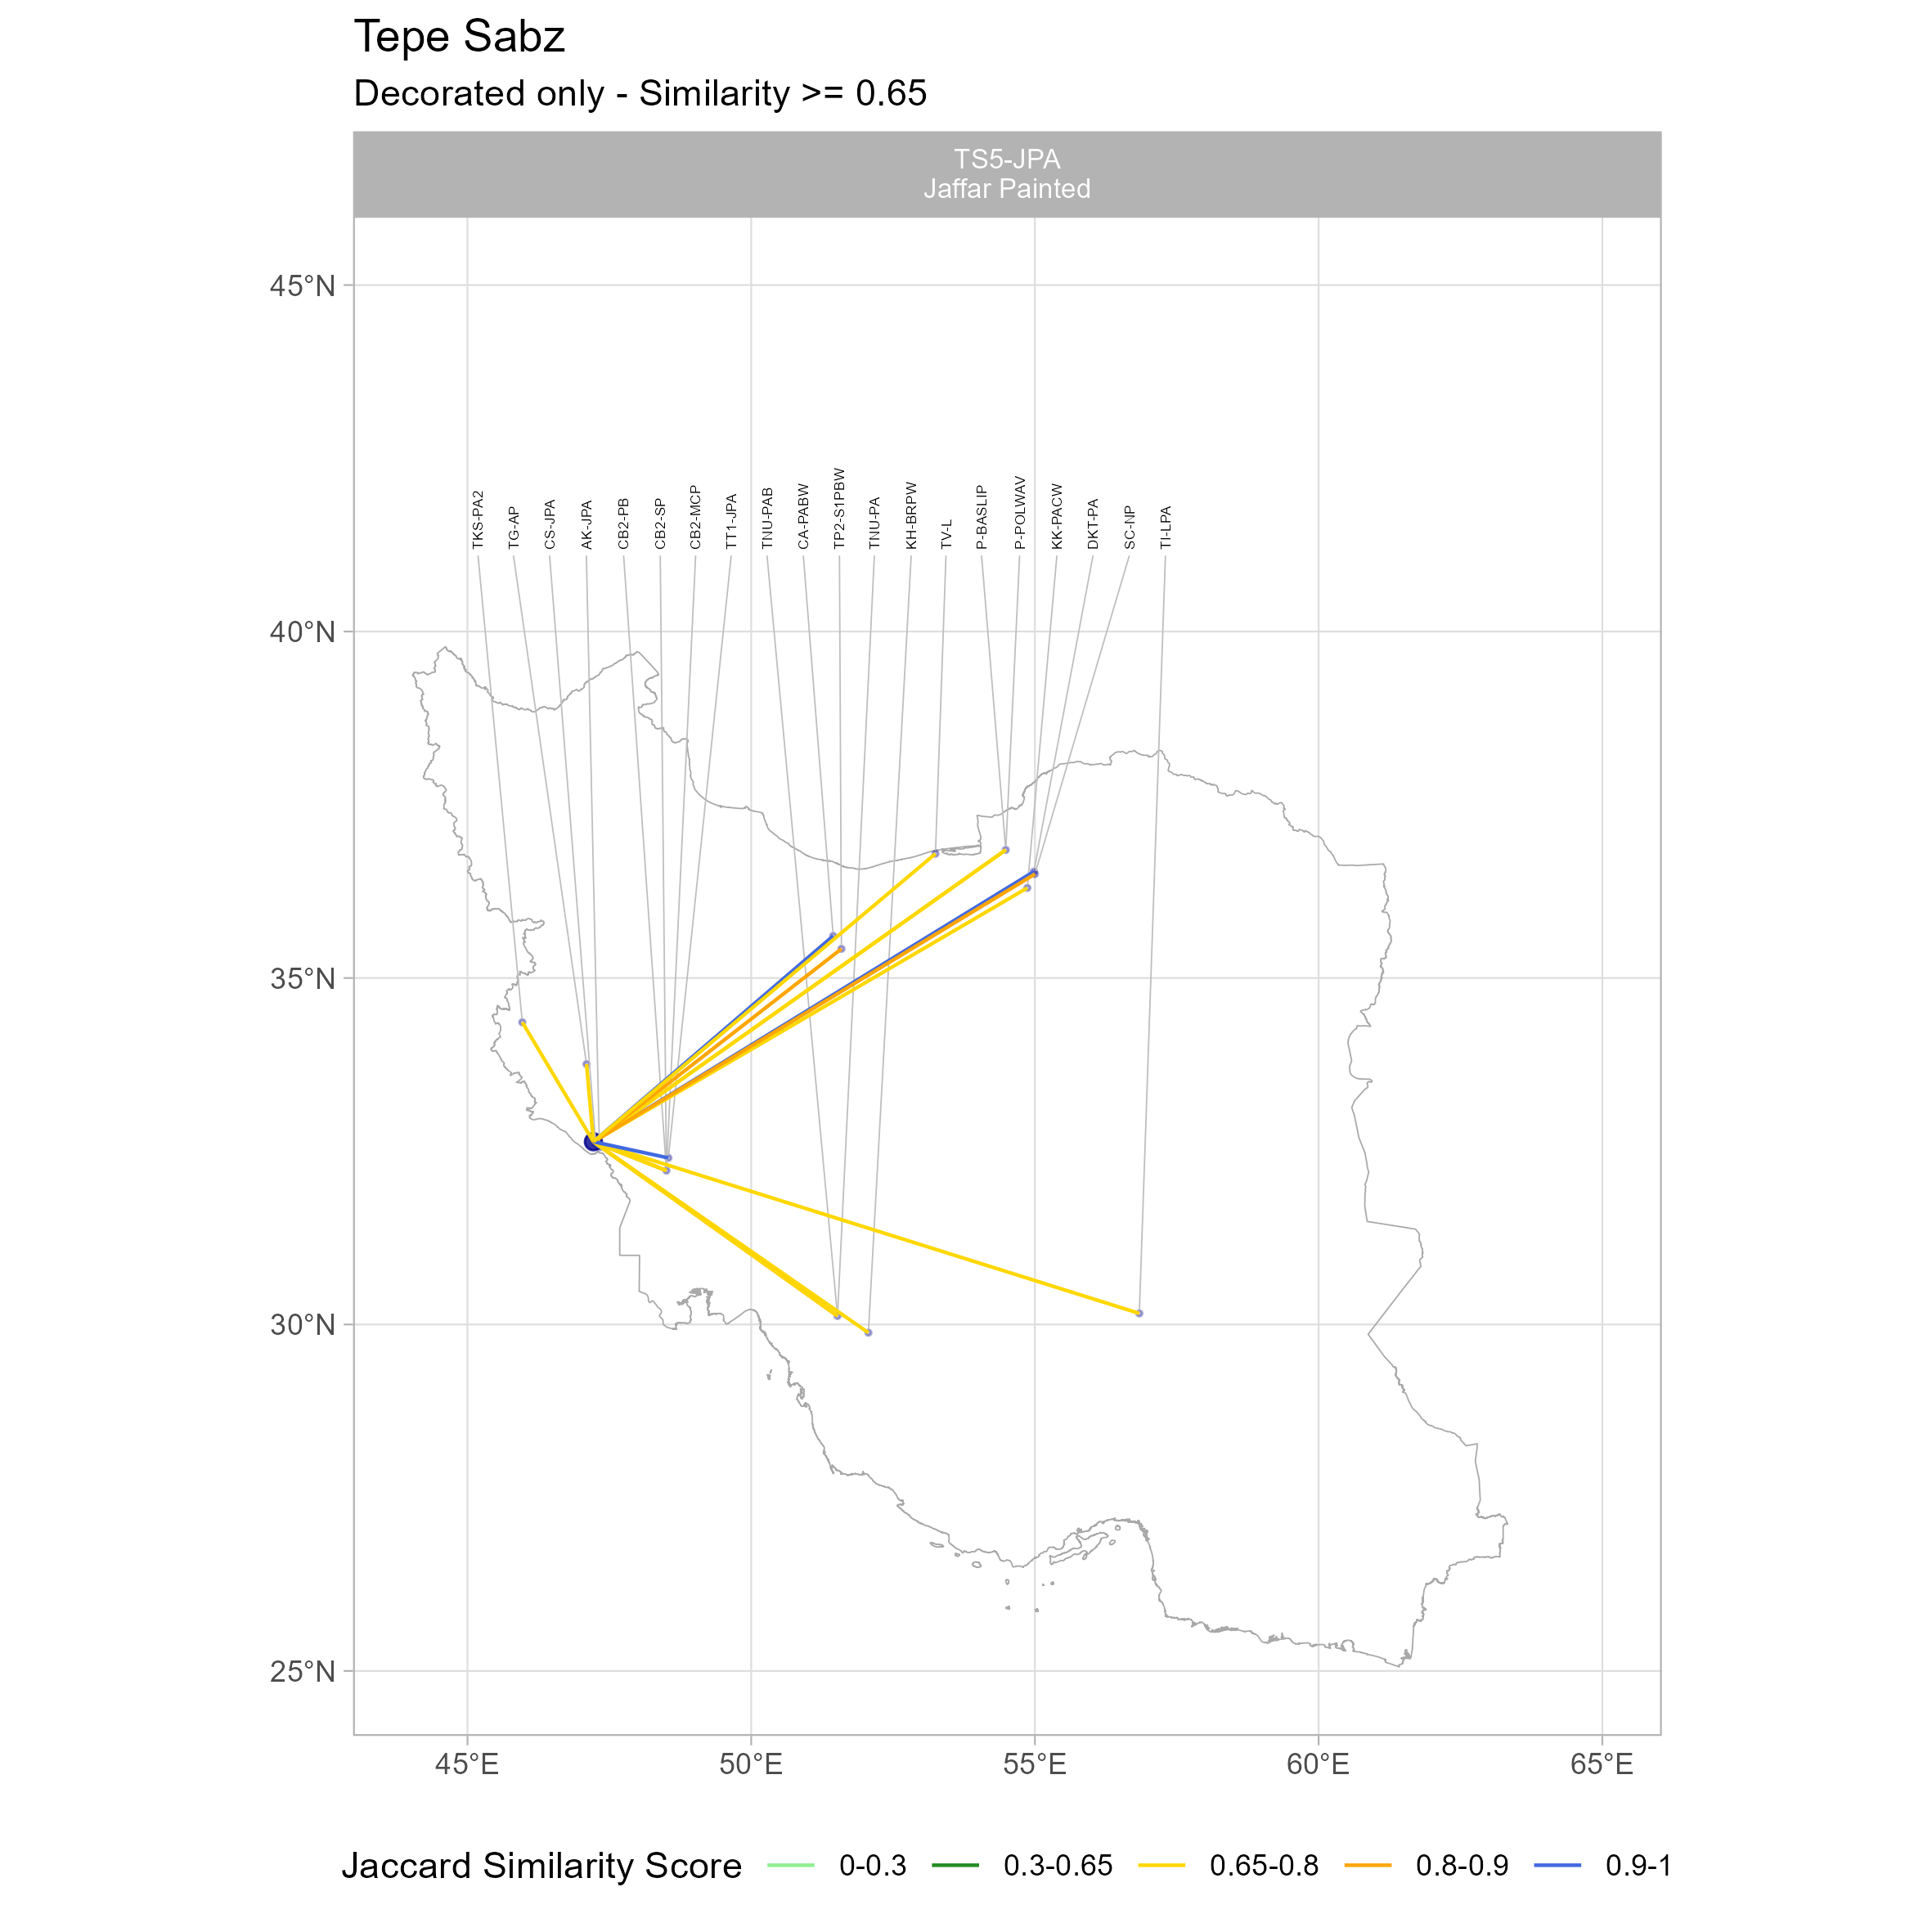 Tepe Sabz
Decorated only - Similarity >= 0.65
TS5-JPA
Jaffar Painted
45°N
40°N
35°N
30°N
25°N
TKS-PA2
TG-AP
CS-JPA
AK-JPA
CB2-PB
CB2-SP
CB2-MCP
TT1-JPA
TNU-PAB
CA-PABW
TP2-S1PBW
TNU-PA
KH-BRPW
TV-L
P-BASLIP
P-POLWAV
KK-PACW
DKT-PA
SC-NP
TI-LPA
45°E
50°E
55°E
60°E
65°E
Jaccard Similarity Score
0-0.3
0.3-0.65
0.65-0.8
0.8-0.9
0.9-1